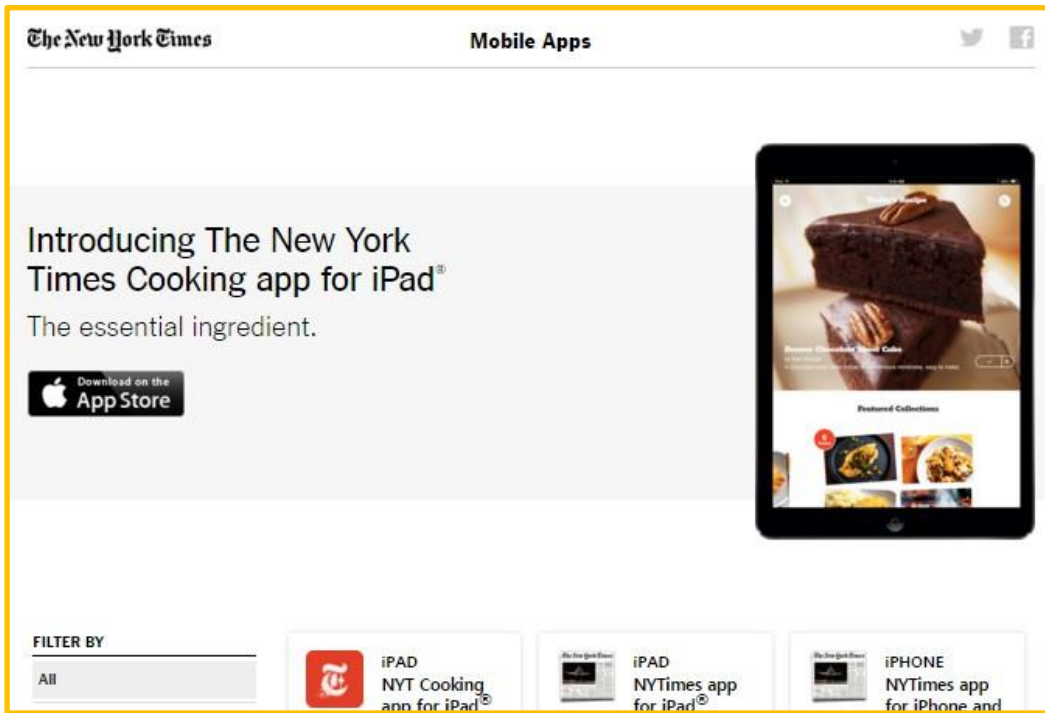 The New York Times
Mobile Apps
Introducing The New York
Times Cooking app for iPad®
The essential ingredient.
Download on the
App Store
Today's Recipe
Featured Collections
FILTER BY
All
iPAD
NYT Cooking
app for iPad®
iPAD
NYTimes app
for iPad®
iPHONE
NYTimes app
for iPhone and